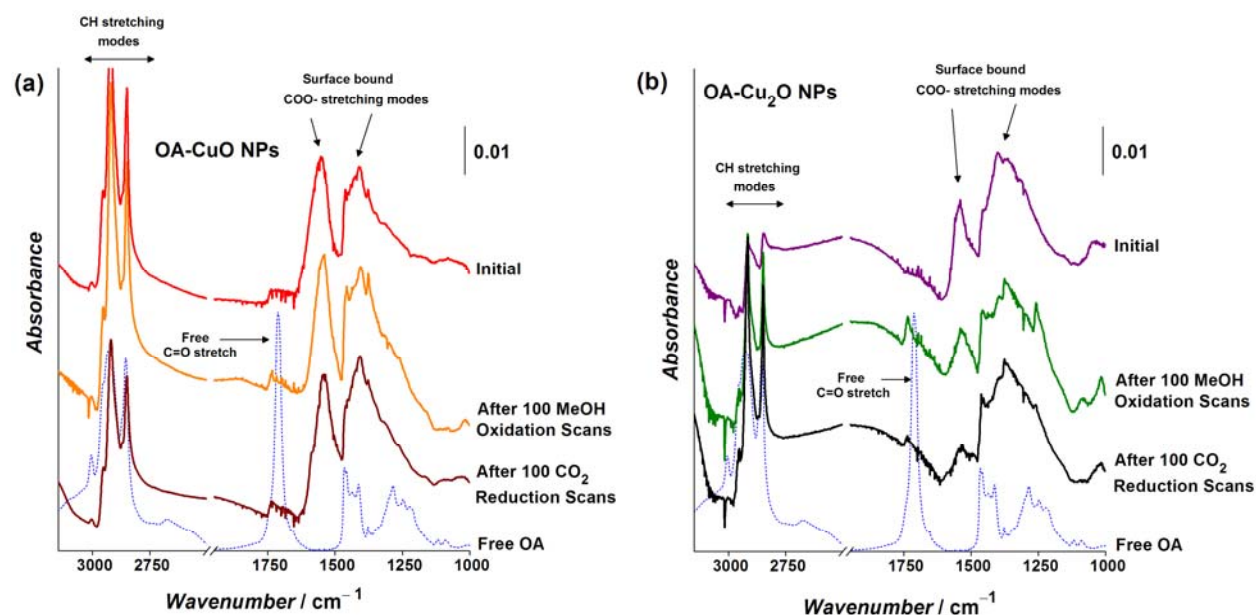 (a)
CH stretching
modes
OA-CuO NPs
Surface bound
COO- stretching modes
0.01
Initial
Free
C=O stretch
After 100 MeOH
Oxidation Scans
After 100 CO₂
Reduction Scans
Free OA
Absorbance
3000 2750 1750 1500 1250 1000
Wavenumber / cm⁻¹
(b)
OA-Cu₂O NPs
Surface bound
COO- stretching modes
0.01
CH stretching
modes
Initial
Free
C=O stretch
After 100 MeOH
Oxidation Scans
After 100 CO₂
Reduction Scans
Free OA
Absorbance
3000 2750 1750 1500 1250 1000
Wavenumber / cm⁻¹